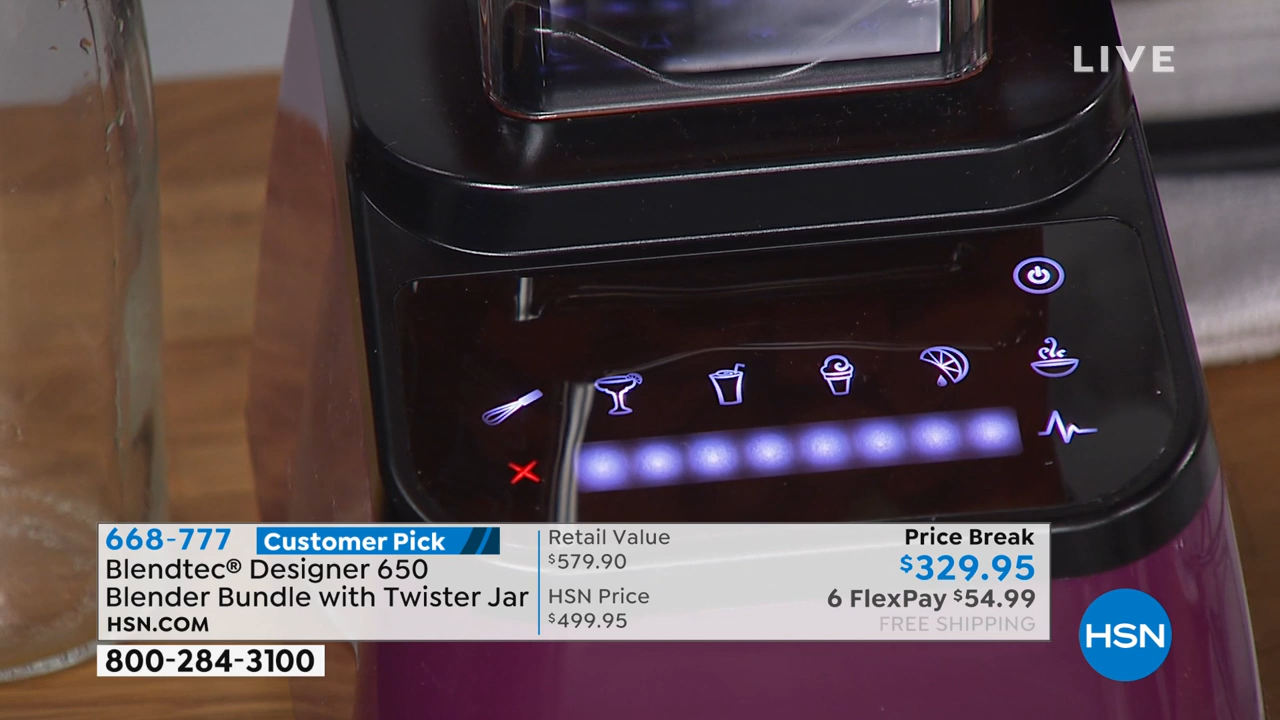 LIVE
668-777 Customer Pick
Blendtec® Designer 650
Blender Bundle with Twister Jar
HSN.COM
800-284-3100
Retail Value
$579.90
HSN Price
$499.95
Price Break
$329.95
6 FlexPay $54.99
FREE SHIPPING
HSN